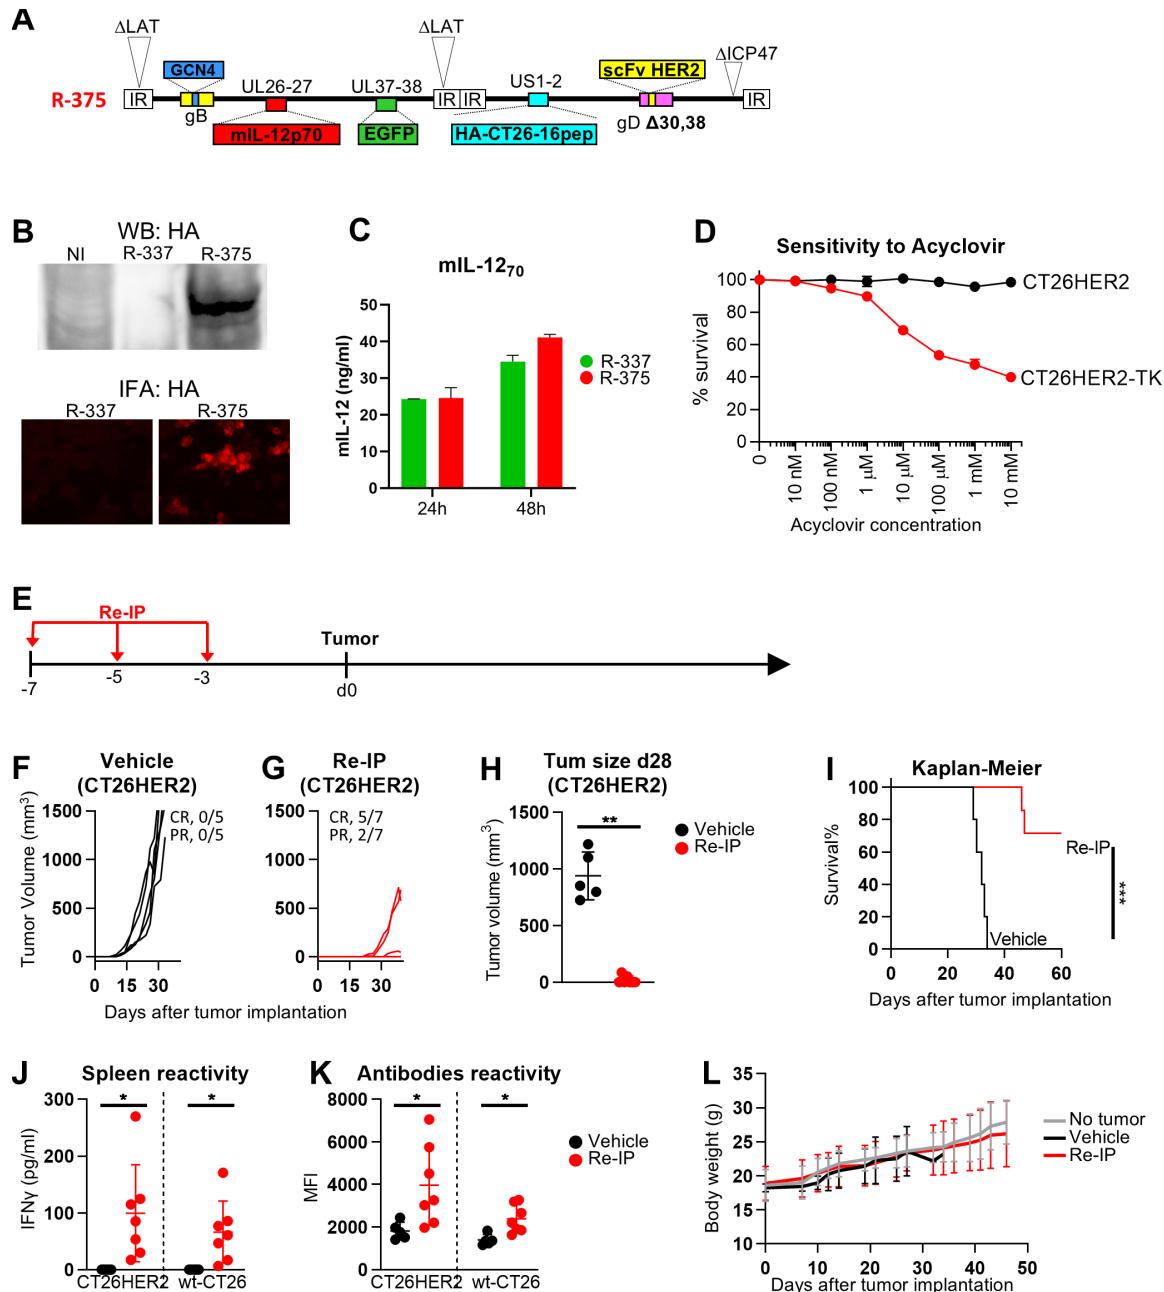 A
ΔLAT
ΔLAT
ΔICP47
GCN4
scFv HER2
UL26-27
UL37-38
US1-2
R-375
IR
IR
IR
IR
gB
gD Δ30,38
mIL-12p70
EGFP
HA-CT26-16pep
B
WB: HA
NI
R-337
R-375
IFA: HA
R-337
R-375
C
mIL-12₇₀
mIL-12 (ng/ml)
50
40
30
20
10
0
24h
48h
R-337
R-375
D
Sensitivity to Acyclovir
% survival
100
80
60
40
20
0
CT26HER2
CT26HER2-TK
0
10 nM
100 nM
1 µM
10 µM
100 µM
1 mM
10 mM
Acyclovir concentration
E
Re-IP
Tumor
-7
-5
-3
d0
F
Vehicle
(CT26HER2)
Tumor Volume (mm³)
1500
1000
500
0
CR, 0/5
PR, 0/5
0
15
30
G
Re-IP
(CT26HER2)
1500
1000
500
0
CR, 5/7
PR, 2/7
0
15
30
Days after tumor implantation
H
Tum size d28
(CT26HER2)
Tumor volume (mm³)
1500
1000
500
0
**
Vehicle
Re-IP
I
Kaplan-Meier
Survival%
100
80
60
40
20
0
Re-IP
Vehicle
***
0
20
40
60
Days after tumor implantation
J
Spleen reactivity
IFNγ (pg/ml)
300
200
100
0
*
*
CT26HER2
wt-CT26
K
Antibodies reactivity
MFI
8000
6000
4000
2000
0
*
*
CT26HER2
wt-CT26
Vehicle
Re-IP
L
Body weight (g)
35
30
25
20
15
10
No tumor
Vehicle
Re-IP
0
10
20
30
40
50
Days after tumor implantation